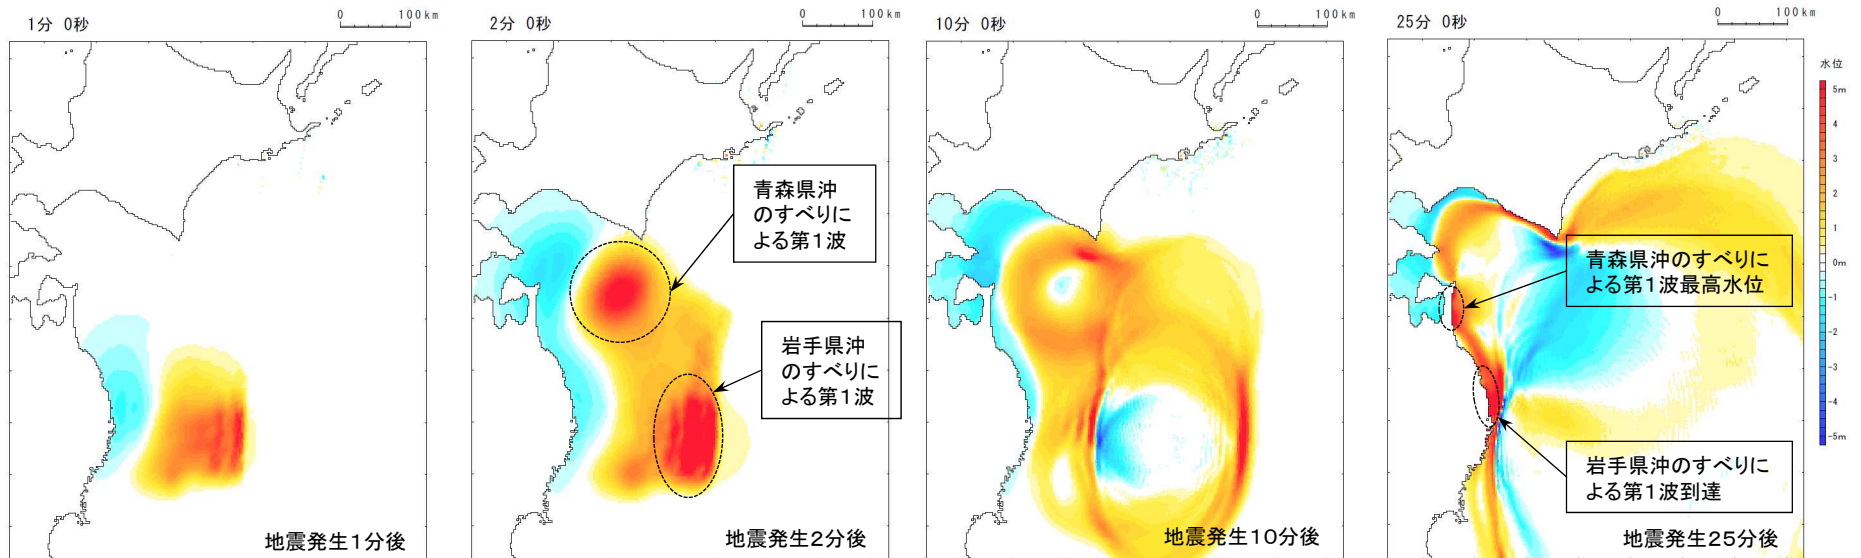 1分 0秒
0 100km
地震発生1分後
2分 0秒
0 100km
青森県沖
のすべりに
よる第1波
岩手県沖
のすべりに
よる第1波
地震発生2分後
10分 0秒
0 100km
地震発生10分後
25分 0秒
0 100km
青森県沖のすべりに
よる第1波最高水位
岩手県沖のすべりに
よる第1波到達
地震発生25分後
水位
5m
4
3
2
1
0m
-1
-2
-3
-4
-5m